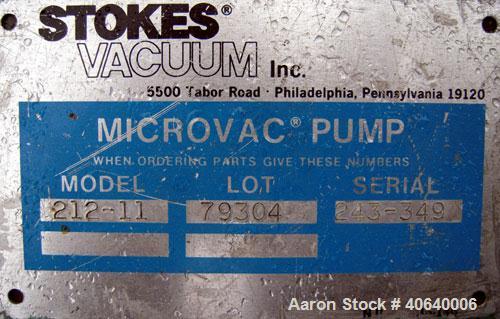 STOKES®
VACUUM Inc.
5500 Tabor Road · Philadelphia, Pennsylvania 19120
MICROVAC® PUMP
WHEN ORDERING PARTS GIVE THESE NUMBERS
MODEL LOT SERIAL
212-11 79304 243-349
Aaron Stock # 40640006